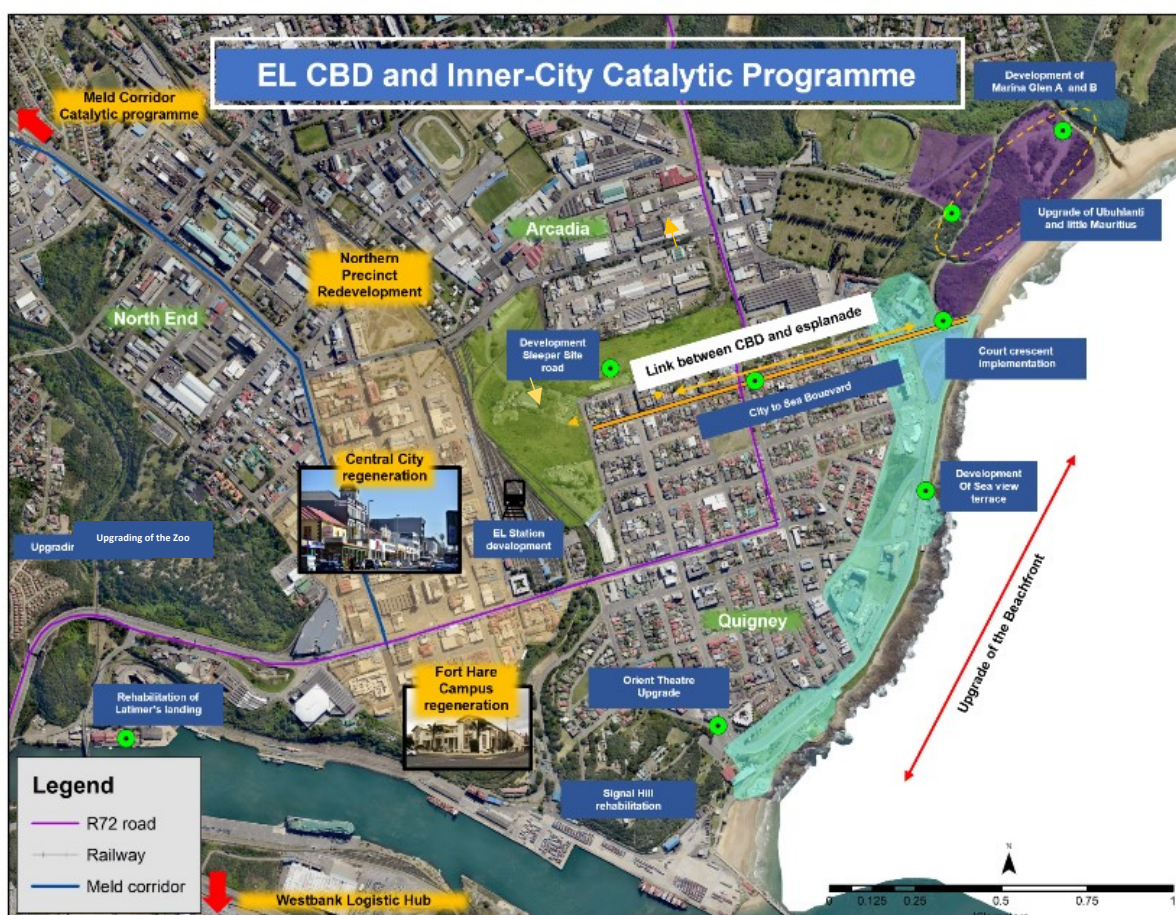 EL CBD and Inner-City Catalytic Programme
Meld Corridor
Catalytic programme
Development of
Marina Glen A and B
Arcadia
Upgrade of Ubuhlanti
and little Mauritius
Northern
Precinct
Redevelopment
North End
Development
Sleeper Site
road
Link between CBD and esplanade
Court crescent
implementation
City to Sea Bouevard
Central City
regeneration
Development
Of Sea view
terrace
EL Station
development
Upgrading of the Zoo
Upgradin
Upgrade of the Beachfront
Quigney
Fort Hare
Campus
regeneration
Orient Theatre
Upgrade
Rehabilitation of
Latimer's landing
Signal Hill
rehabilitation
Legend
R72 road
Railway
Meld corridor
Westbank Logistic Hub
N
0 0.125 0.25 0.5 0.75 1